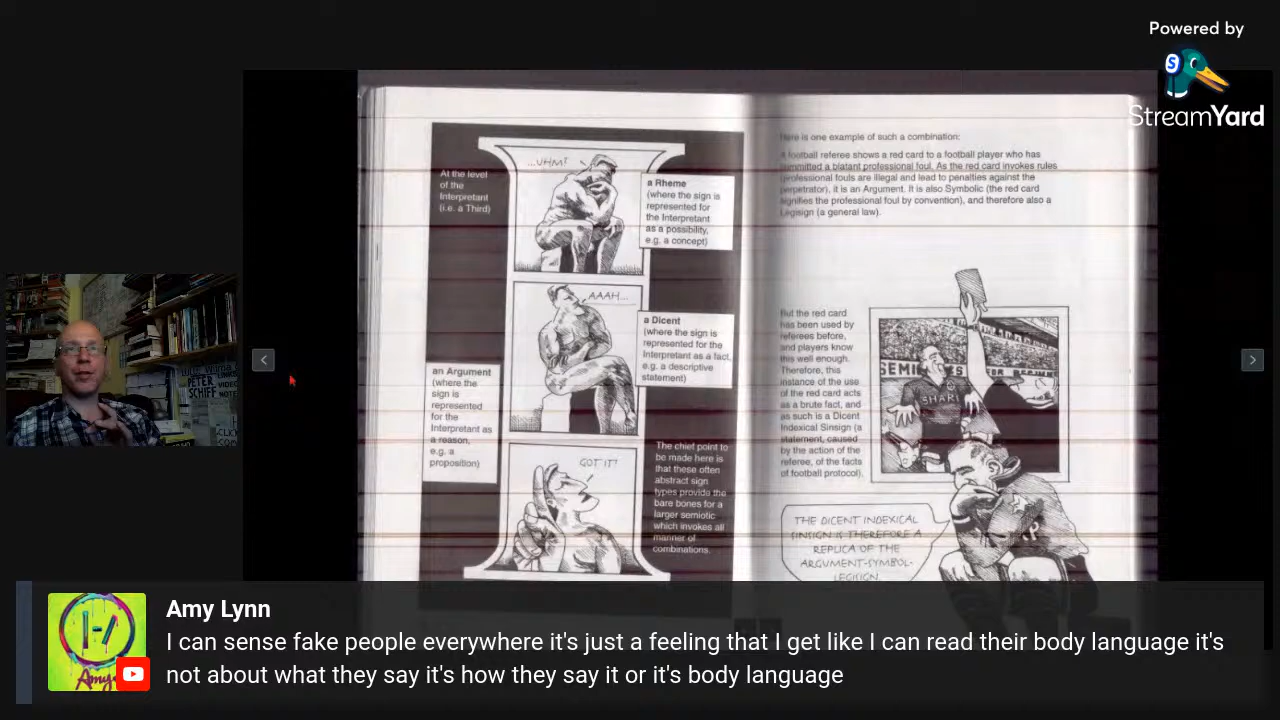 Powered by
StreamYard
...UHM?
At the level
of the
Interpretant
(i.e. a Third)
a Rheme
(where the sign is
represented for
the Interpretant
as a possibility,
e.g. a concept)
AAAH...
a Dicent
(where the sign is
represented for the
Interpretant as a fact,
e.g. a descriptive
statement)
an Argument
(where the
sign is
represented
for the
Interpretant as
a reason,
e.g. a
proposition)
GOT IT!
The chief point to
be made here is
that these often
abstract sign
types provide the
bare bones for a
larger semiotic
which invokes all
manner of
combinations.
Here is one example of such a combination:
A football referee shows a red card to a football player who has
committed a blatant professional foul. As the red card invokes rules
(professional fouls are illegal and lead to penalties against the
perpetrator), it is an Argument. It is also Symbolic (the red card
signifies the professional foul by convention), and therefore also a
Legisign (a general law).
But the red card
has been used by
referees before,
and players know
this well enough.
Therefore, this
instance of the use
of the red card acts
as a brute fact, and
as such is a Dicent
Indexical Sinsign (a
statement, caused
by the action of the
referee, of the facts
of football protocol).
SHARP
THE DICENT INDEXICAL
SINSIGN IS THEREFORE A
REPLICA OF THE
ARGUMENT-SYMBOL-
LEGISIGN.
PETER
SCHIFF
Amy Lynn
I can sense fake people everywhere it's just a feeling that I get like I can read their body language it's
not about what they say it's how they say it or it's body language